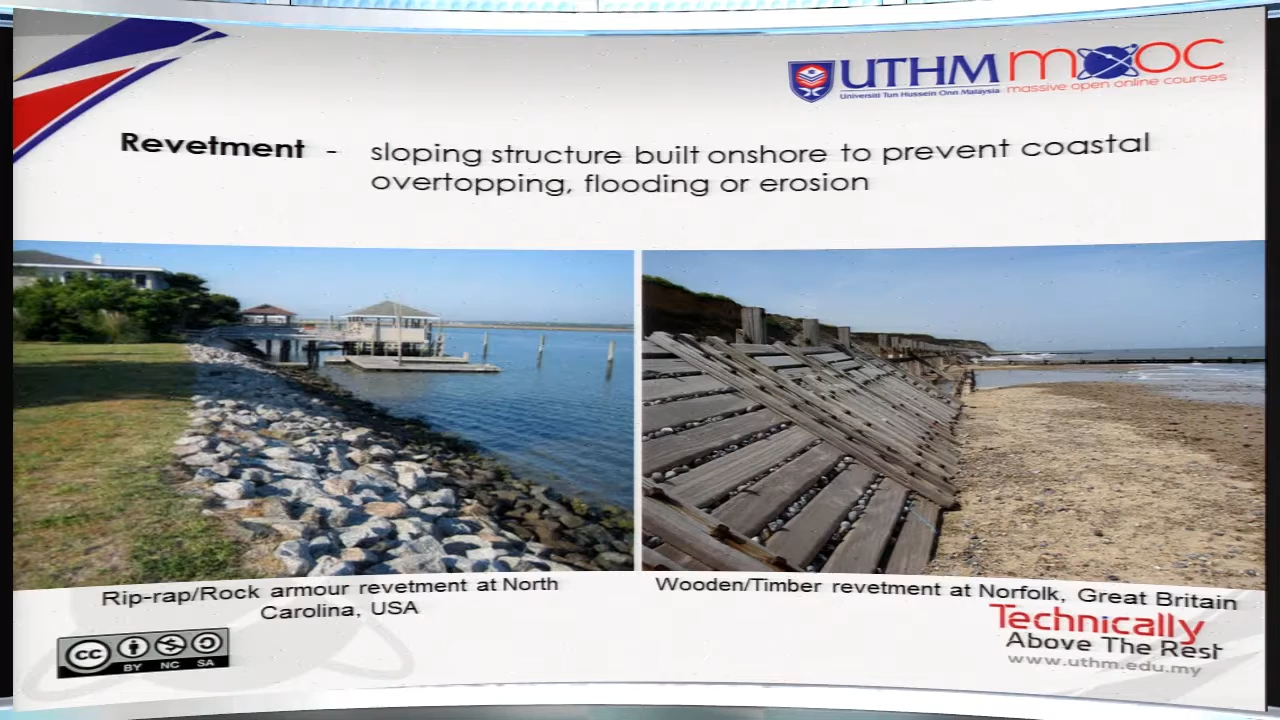 UTHM
Universiti Tun Hussein Onn Malaysia
mooc
massive open online courses
Revetment - sloping structure built onshore to prevent coastal
overtopping, flooding or erosion
Rip-rap/Rock armour revetment at North
Carolina, USA
Wooden/Timber revetment at Norfolk, Great Britain
cc BY NC SA
Technically
Above The Rest
www.uthm.edu.my